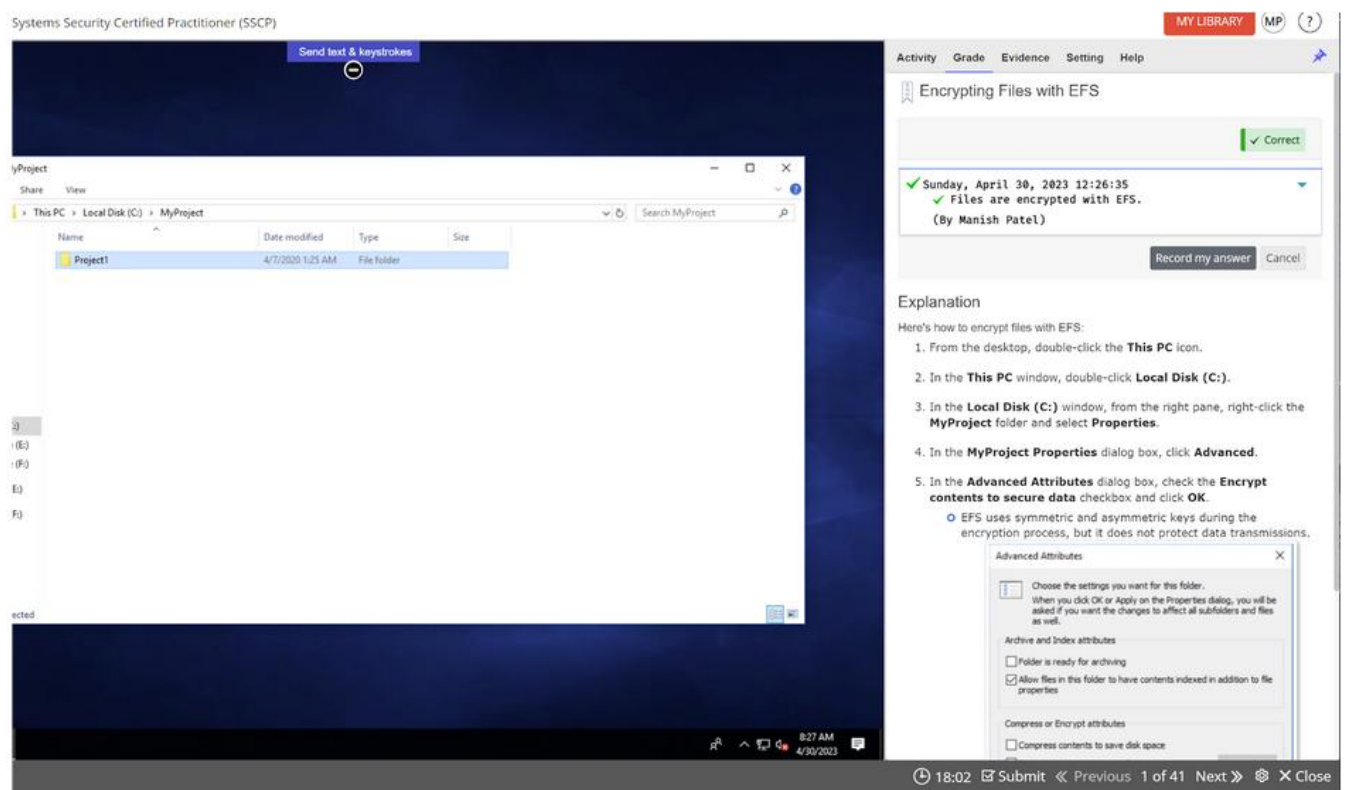 Systems Security Certified Practitioner (SSCP)
MY LIBRARY
MP
?
Send text & keystrokes
yProject
Share View
This PC > Local Disk (C:) > MyProject
Search MyProject
Name Date modified Type Size
Project1 4/7/2020 1:25 AM File folder
(E:)
(F:)
E:)
F:)
ected
8:27 AM
4/30/2023
Activity Grade Evidence Setting Help
Encrypting Files with EFS
✓ Correct
Sunday, April 30, 2023 12:26:35
✓ Files are encrypted with EFS.
(By Manish Patel)
Record my answer Cancel
Explanation
Here's how to encrypt files with EFS:
1. From the desktop, double-click the This PC icon.
2. In the This PC window, double-click Local Disk (C:).
3. In the Local Disk (C:) window, from the right pane, right-click the
MyProject folder and select Properties.
4. In the MyProject Properties dialog box, click Advanced.
5. In the Advanced Attributes dialog box, check the Encrypt
contents to secure data checkbox and click OK.
EFS uses symmetric and asymmetric keys during the
encryption process, but it does not protect data transmissions.
Advanced Attributes
Choose the settings you want for this folder.
When you click OK or Apply on the Properties dialog, you will be
asked if you want the changes to affect all subfolders and files
as well.
Archive and Index attributes
Folder is ready for archiving
Allow files in this folder to have contents indexed in addition to file
properties
Compress or Encrypt attributes
Compress contents to save disk space
18:02 Submit « Previous 1 of 41 Next » Close